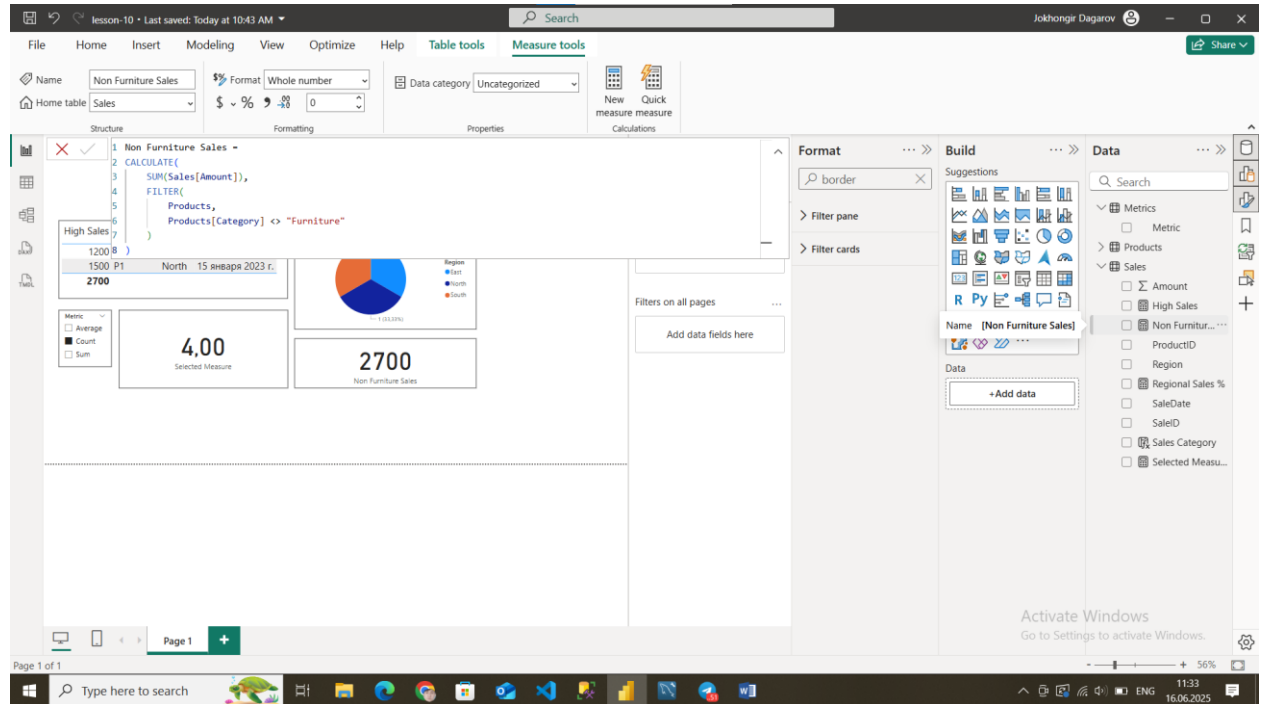 lesson-10 • Last saved: Today at 10:43 AM
Search
Jokhongir Dagarov
File Home Insert Modeling View Optimize Help Table tools Measure tools
Share
Name Non Furniture Sales
Home table Sales
Structure
Format Whole number
$ % 0
Formatting
Data category Uncategorized
Properties
New measure
Quick measure
Calculations
1 Non Furniture Sales =
2 CALCULATE(
3 SUM(Sales[Amount]),
4 FILTER(
5 Products,
6 Products[Category] <> "Furniture"
7 )
8 )
High Sales
1200
1500 P1 North 15 января 2023 г.
2700
Region
East
North
South
1 (33,33%)
Metric
Average
Count
Sum
4,00
Selected Measure
2700
Non Furniture Sales
Filters on all pages ...
Add data fields here
Format ...
border
Filter pane
Filter cards
Build ...
Suggestions
123
R Py
...
Name [Non Furniture Sales]
Data
+Add data
Data ...
Search
Metrics
Metric
Products
Sales
Σ Amount
High Sales
Non Furnitur... ...
ProductID
Region
Regional Sales %
SaleDate
SaleID
Sales Category
Selected Measu...
Activate Windows
Go to Settings to activate Windows.
Page 1
+
Page 1 of 1
- + 56%
Type here to search
ENG
11:33
16.06.2025